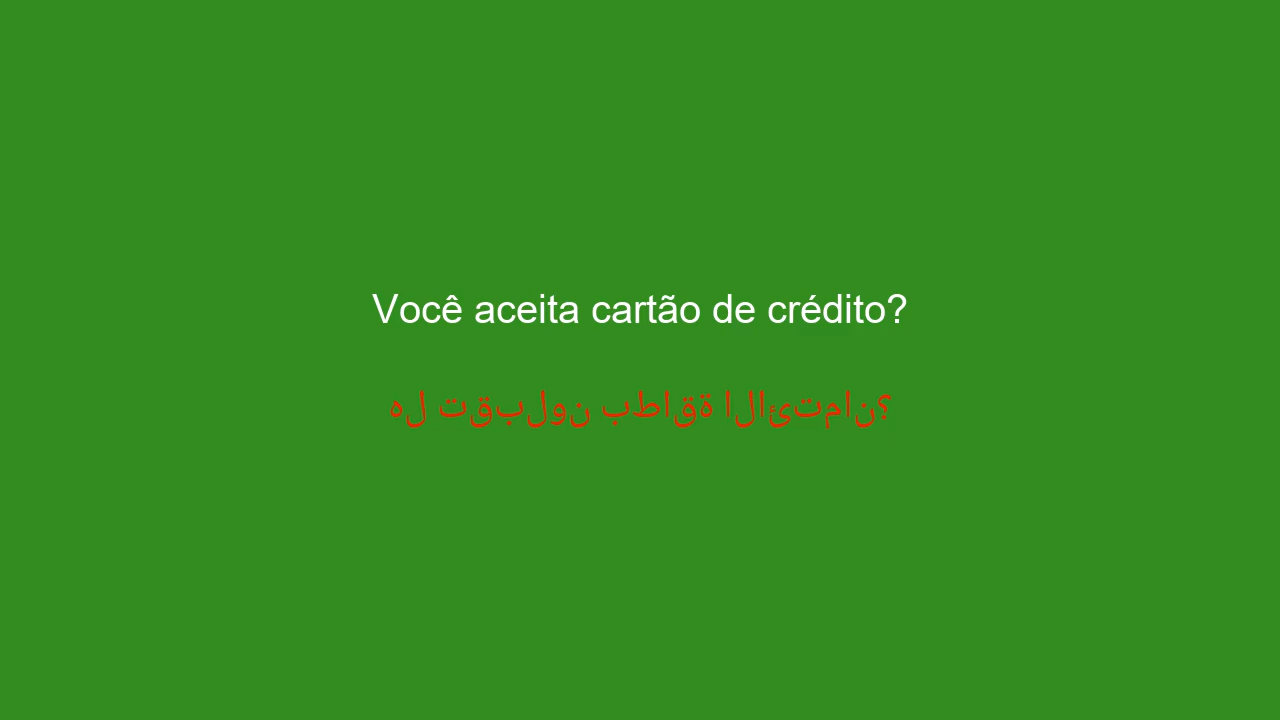 Você aceita cartão de crédito?
هل تقبلون بطاقة الائتمان؟